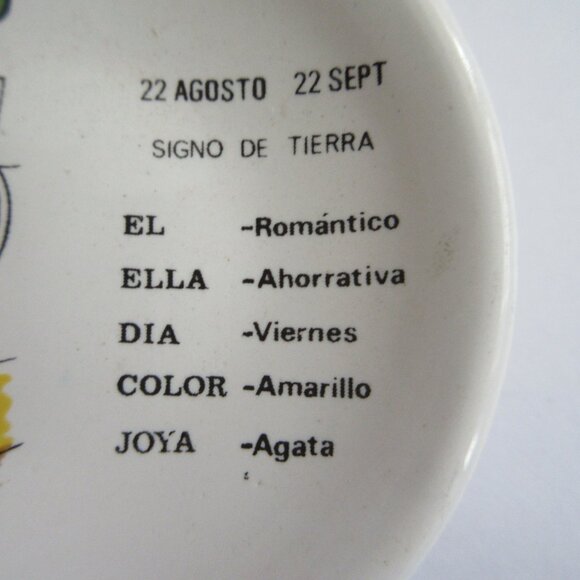 22 AGOSTO 22 SEPT
SIGNO DE TIERRA
EL -Romántico
ELLA -Ahorrativa
DIA -Viernes
COLOR -Amarillo
JOYA -Agata